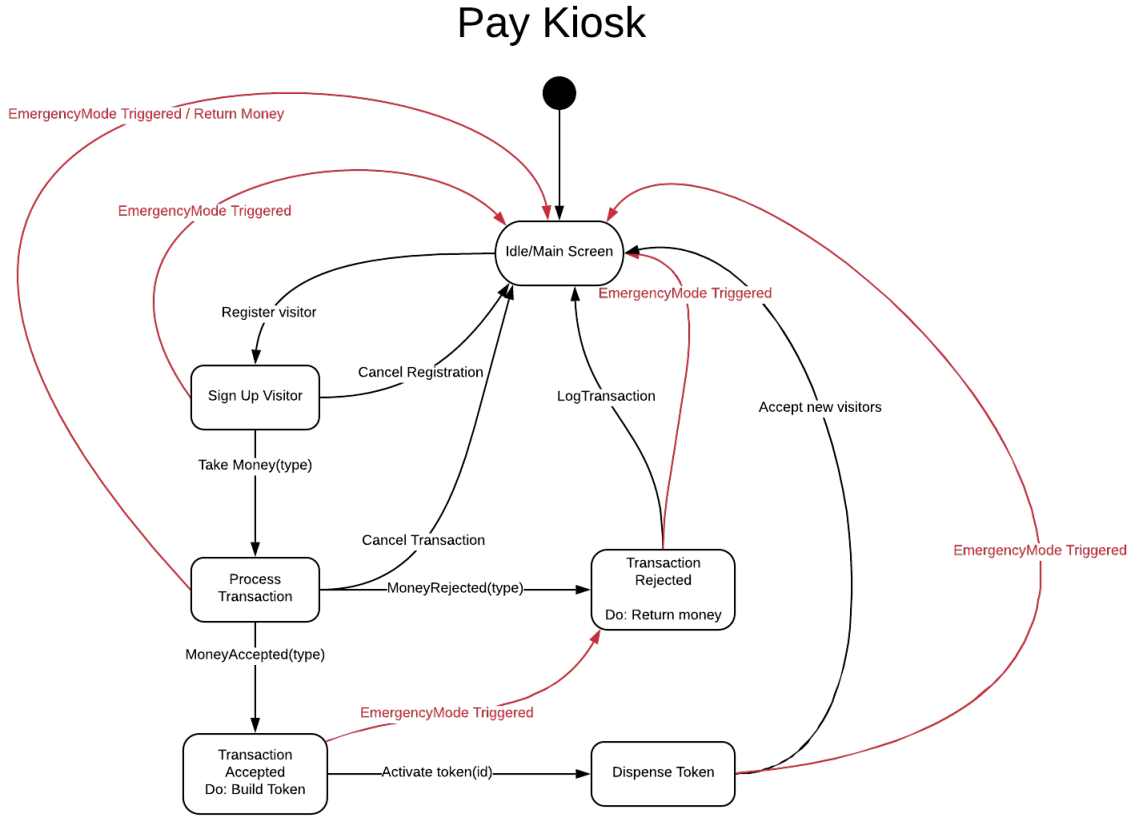 Pay Kiosk
EmergencyMode Triggered / Return Money
EmergencyMode Triggered
Idle/Main Screen
EmergencyMode Triggered
Register visitor
Cancel Registration
Sign Up Visitor
LogTransaction
Accept new visitors
Take Money(type)
Cancel Transaction
EmergencyMode Triggered
Process
Transaction
MoneyRejected(type)
Transaction
Rejected
Do: Return money
MoneyAccepted(type)
EmergencyMode Triggered
Transaction
Accepted
Do: Build Token
Activate token(id)
Dispense Token